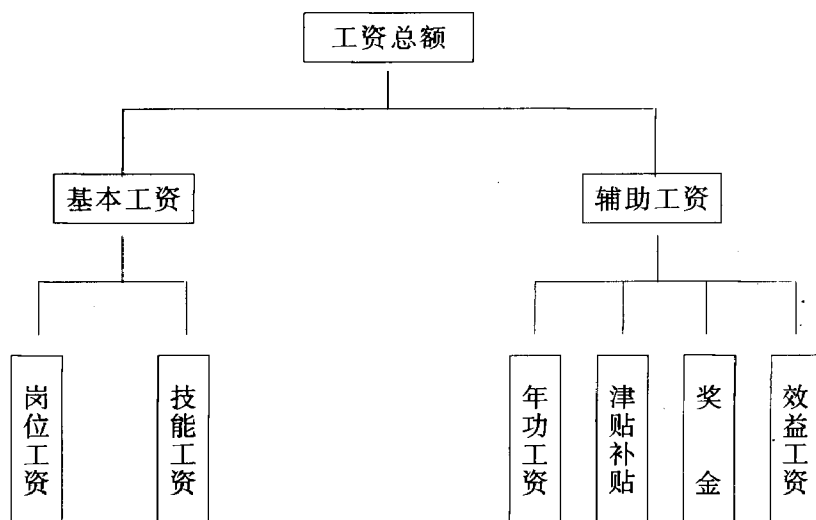 工资总额
基本工资
辅助工资
岗位工资
技能工资
年功工资
津贴补贴
奖金
效益工资